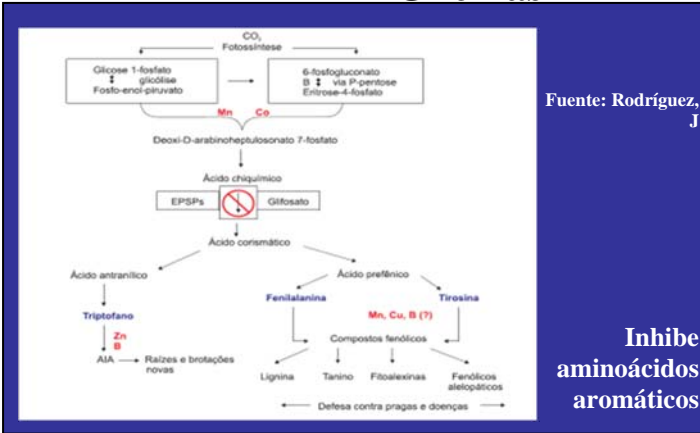 CO2
Fotossíntese
Glicose 1-fosfato
glicólise
Fosfo-enol-piruvato
6-fosfogluconato
B via P-pentose
Eritrose-4-fosfato
Mn Co
Deoxi-D-arabinoheptulosonato 7-fosfato
Ácido chiquímico
EPSPs Glifosato
Ácido corismático
Ácido antranílico
Ácido prefênico
Fenilalanina Tirosina
Triptofano
Mn, Cu, B (?)
Zn
B
Compostos fenólicos
AIA Raízes e brotações
novas
Lignina Tanino Fitoalexinas Fenólicos
alelopáticos
Defesa contra pragas e doenças
Fuente: Rodríguez,
J
Inhibe
aminoácidos
aromáticos